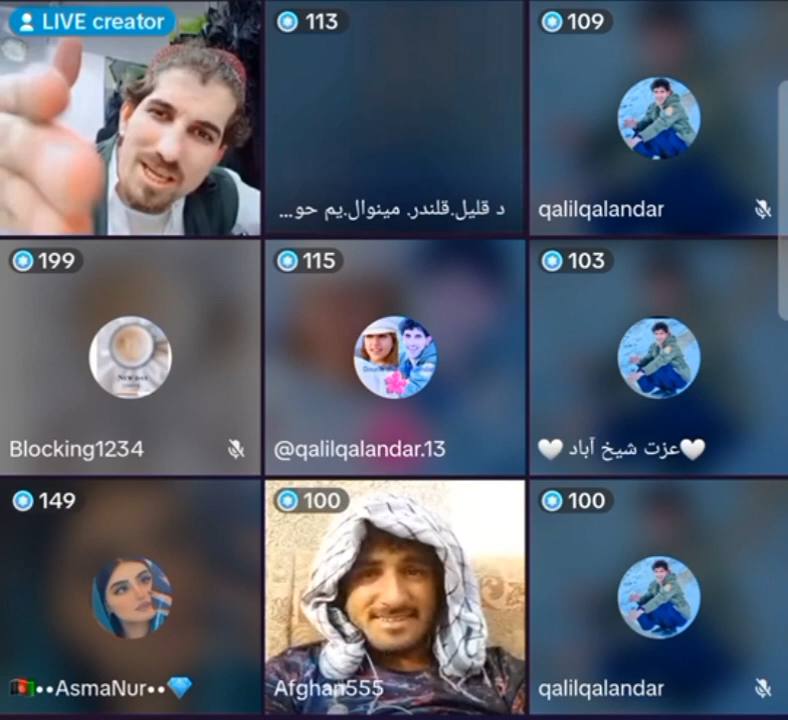 LIVE creator
113
109
د قلیل.قلندر. مینوال.یم حو...
qalilqalandar
199
115
103
Blocking1234
@qalilqalandar.13
🤍 عزت شیخ آباد🤍
149
100
100
🇦🇫••AsmaNur••💎
Afghan555
qalilqalandar